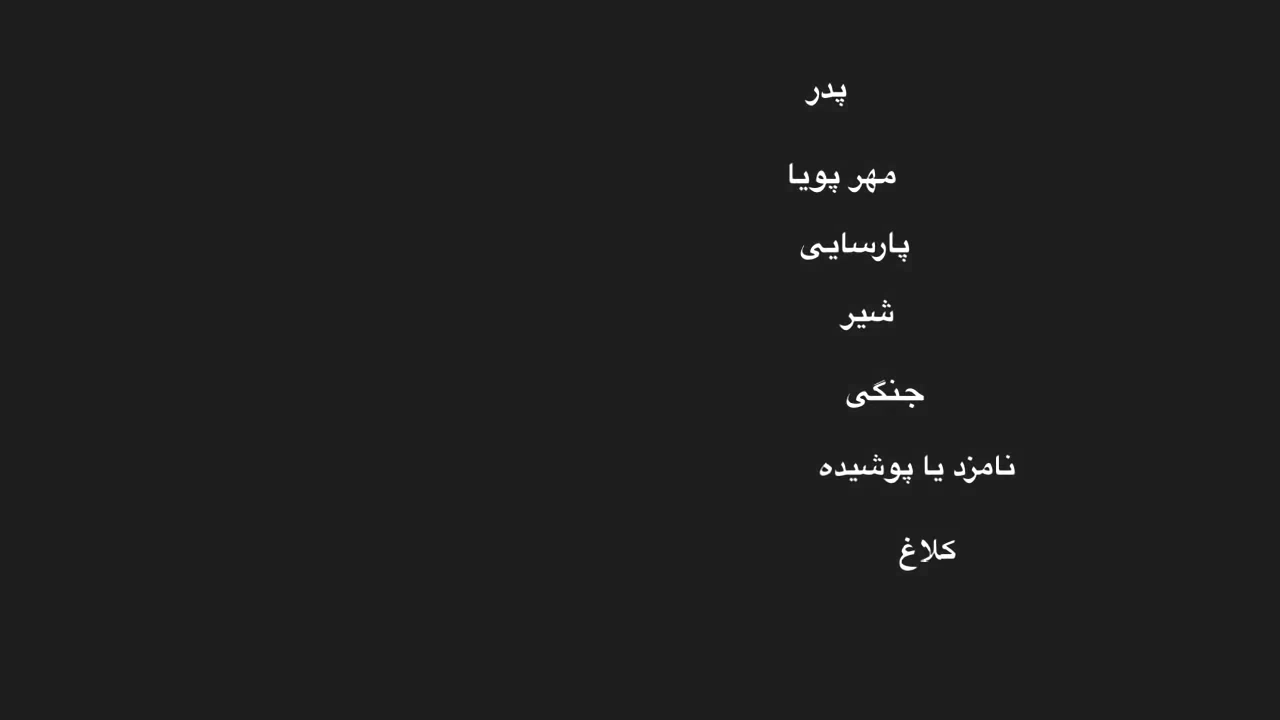 پدر
مهر پویا
پارسایی
شیر
جنگی
نامزد یا پوشیده
کلاغ